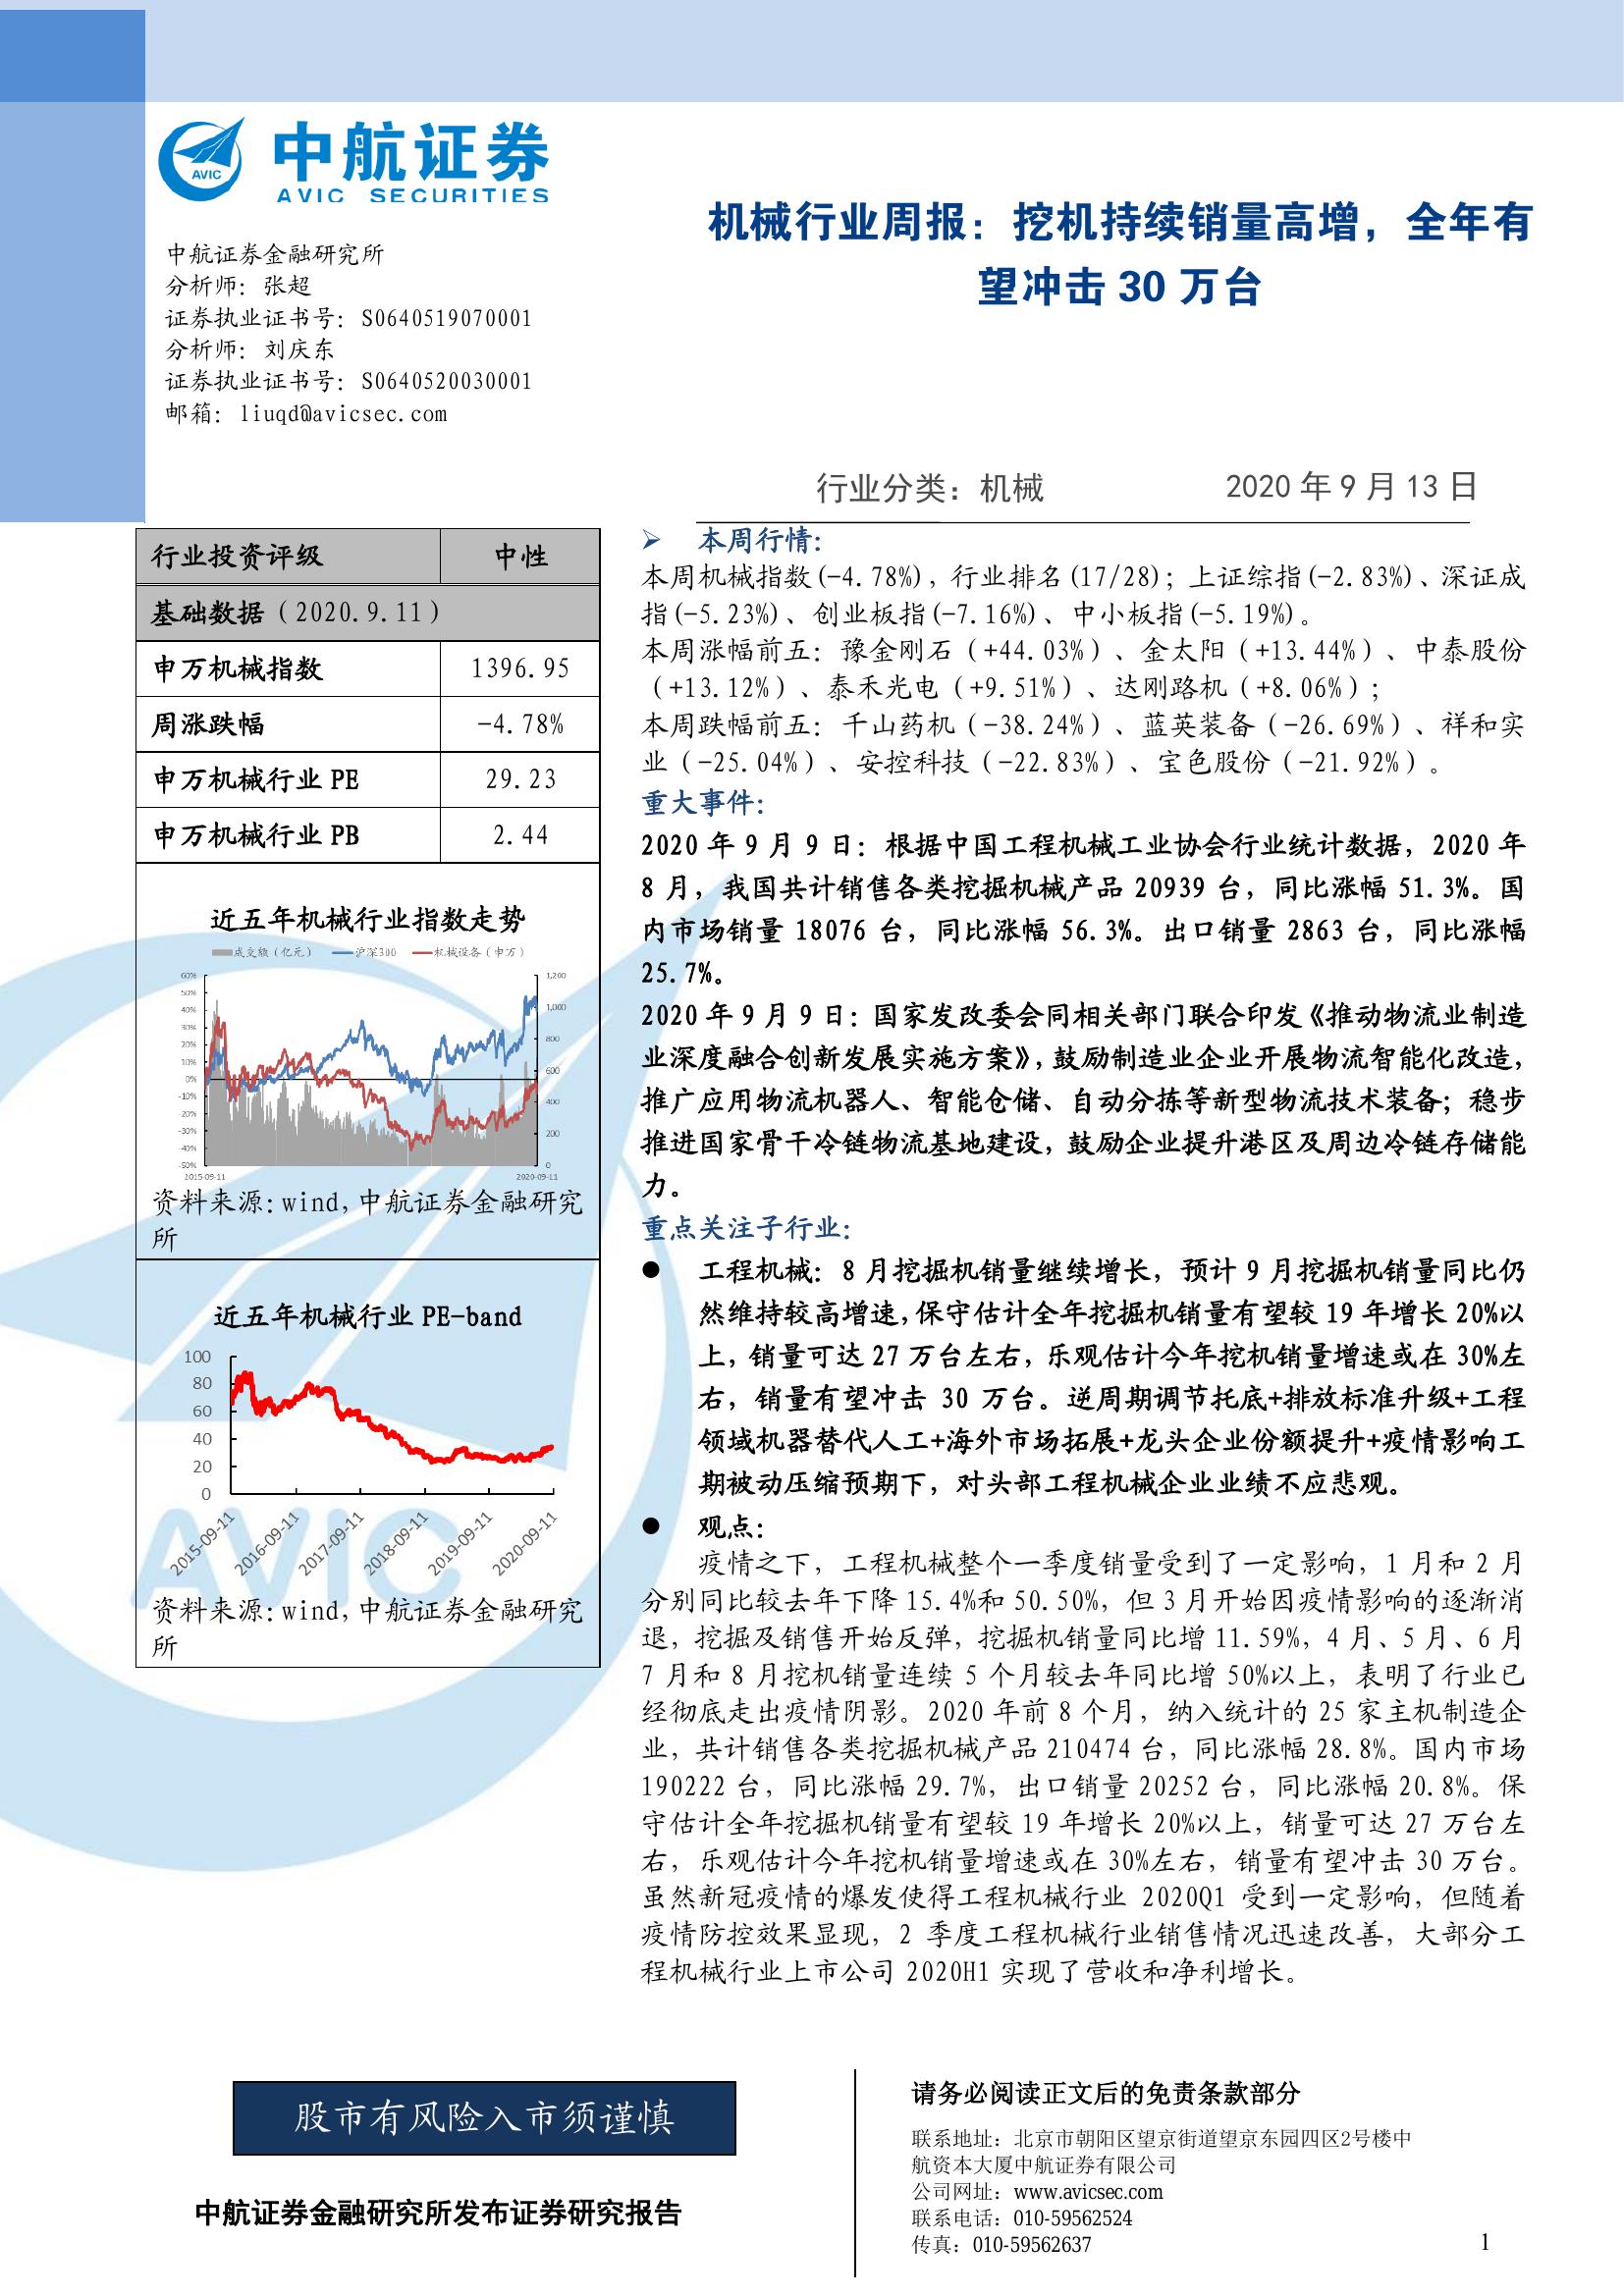 中航证券
AVIC SECURITIES
AVIC
中航证券金融研究所
分析师：张超
证券执业证书号：S0640519070001
分析师：刘庆东
证券执业证书号：S0640520030001
邮箱：liuqd@avicsec.com
机械行业周报：挖机持续销量高增，全年有
望冲击 30 万台
行业分类：机械 2020 年 9 月 13 日
行业投资评级 中性
基础数据（2020.9.11）
申万机械指数 1396.95
周涨跌幅 -4.78%
申万机械行业 PE 29.23
申万机械行业 PB 2.44
近五年机械行业指数走势
成交额（亿元） 沪深300 机械设备（申万）
60%
50%
40%
30%
20%
10%
0%
-10%
-20%
-30%
-40%
-50%
1,200
1,000
800
600
400
200
0
2015-09-11 2020-09-11
资料来源：wind，中航证券金融研究
所
近五年机械行业 PE-band
100
80
60
40
20
0
2015-09-11
2016-09-11
2017-09-11
2018-09-11
2019-09-11
2020-09-11
资料来源：wind，中航证券金融研究
所
AVIC
➢ 本周行情：
本周机械指数(-4.78%)，行业排名(17/28)；上证综指(-2.83%)、深证成
指(-5.23%)、创业板指(-7.16%)、中小板指(-5.19%)。
本周涨幅前五：豫金刚石（+44.03%）、金太阳（+13.44%）、中泰股份
（+13.12%）、泰禾光电（+9.51%）、达刚路机（+8.06%）；
本周跌幅前五：千山药机（-38.24%）、蓝英装备（-26.69%）、祥和实
业（-25.04%）、安控科技（-22.83%）、宝色股份（-21.92%）。
重大事件：
2020 年 9 月 9 日：根据中国工程机械工业协会行业统计数据，2020 年
8 月，我国共计销售各类挖掘机械产品 20939 台，同比涨幅 51.3%。国
内市场销量 18076 台，同比涨幅 56.3%。出口销量 2863 台，同比涨幅
25.7%。
2020 年 9 月 9 日：国家发改委会同相关部门联合印发《推动物流业制造
业深度融合创新发展实施方案》，鼓励制造业企业开展物流智能化改造，
推广应用物流机器人、智能仓储、自动分拣等新型物流技术装备；稳步
推进国家骨干冷链物流基地建设，鼓励企业提升港区及周边冷链存储能
力。
重点关注子行业：
● 工程机械：8 月挖掘机销量继续增长，预计 9 月挖掘机销量同比仍
然维持较高增速，保守估计全年挖掘机销量有望较 19 年增长 20%以
上，销量可达 27 万台左右，乐观估计今年挖机销量增速或在 30%左
右，销量有望冲击 30 万台。逆周期调节托底+排放标准升级+工程
领域机器替代人工+海外市场拓展+龙头企业份额提升+疫情影响工
期被动压缩预期下，对头部工程机械企业业绩不应悲观。
● 观点：
疫情之下，工程机械整个一季度销量受到了一定影响，1 月和 2 月
分别同比较去年下降 15.4%和 50.50%，但 3 月开始因疫情影响的逐渐消
退，挖掘及销售开始反弹，挖掘机销量同比增 11.59%，4 月、5 月、6 月
7 月和 8 月挖机销量连续 5 个月较去年同比增 50%以上，表明了行业已
经彻底走出疫情阴影。2020 年前 8 个月，纳入统计的 25 家主机制造企
业，共计销售各类挖掘机械产品 210474 台，同比涨幅 28.8%。国内市场
190222 台，同比涨幅 29.7%，出口销量 20252 台，同比涨幅 20.8%。保
守估计全年挖掘机销量有望较 19 年增长 20%以上，销量可达 27 万台左
右，乐观估计今年挖机销量增速或在 30%左右，销量有望冲击 30 万台。
虽然新冠疫情的爆发使得工程机械行业 2020Q1 受到一定影响，但随着
疫情防控效果显现，2 季度工程机械行业销售情况迅速改善，大部分工
程机械行业上市公司 2020H1 实现了营收和净利增长。
股市有风险入市须谨慎
中航证券金融研究所发布证券研究报告
请务必阅读正文后的免责条款部分
联系地址：北京市朝阳区望京街道望京东园四区2号楼中
航资本大厦中航证券有限公司
公司网址：www.avicsec.com
联系电话：010-59562524
传真：010-59562637
1